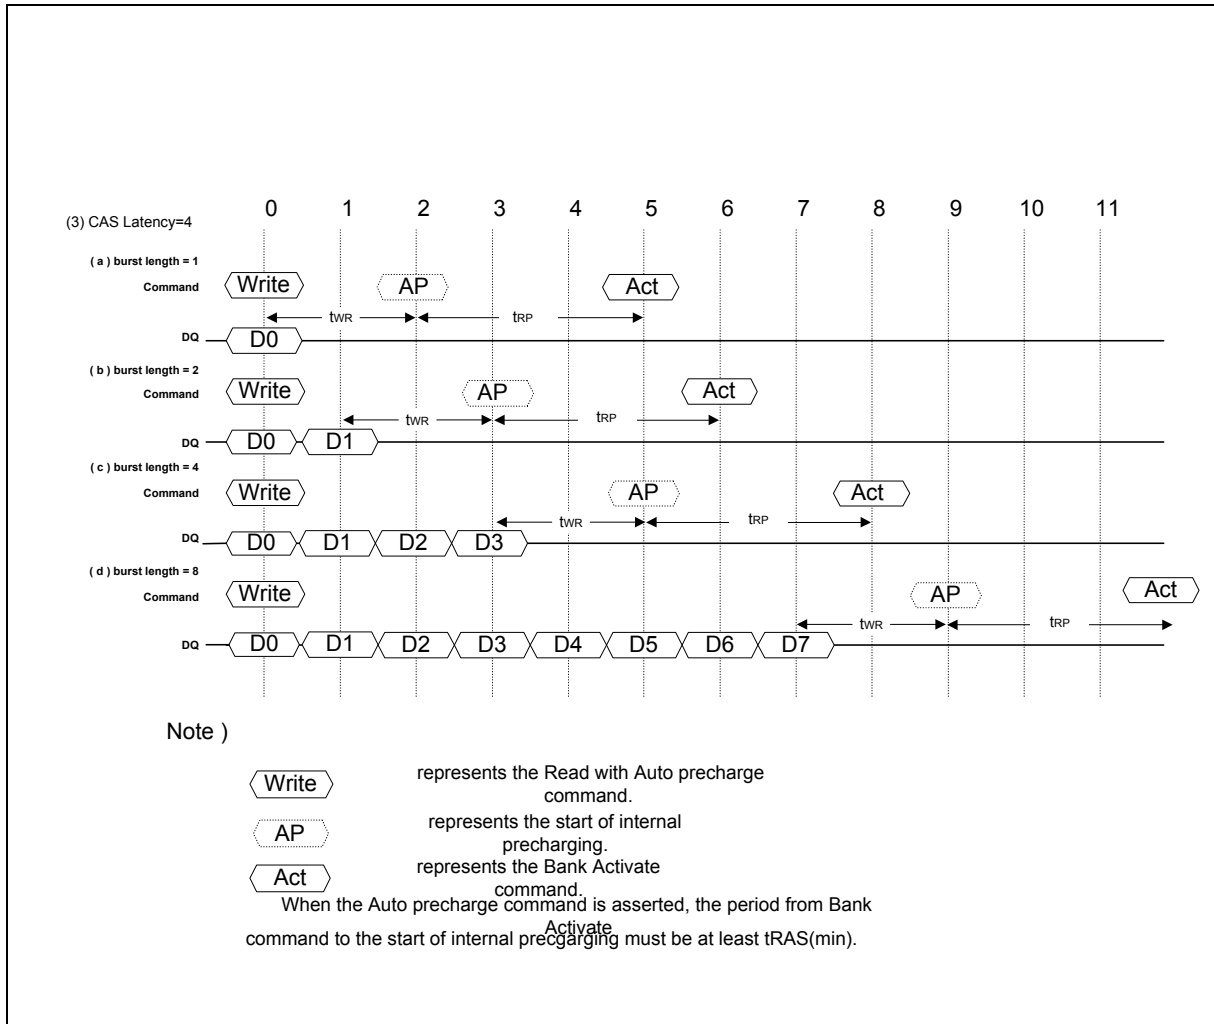 0 1 2 3 4 5 6 7 8 9 10 11
(3) CAS Latency=4
( a ) burst length = 1
Command Write AP Act
tWR tRP
DQ D0
( b ) burst length = 2
Command Write AP Act
tWR tRP
DQ D0 D1
( c ) burst length = 4
Command Write AP Act
tWR tRP
DQ D0 D1 D2 D3
( d ) burst length = 8
Command Write AP Act
tWR tRP
DQ D0 D1 D2 D3 D4 D5 D6 D7
Note )
Write represents the Read with Auto precharge
command.
AP represents the start of internal
precharging.
Act represents the Bank Activate
command.
When the Auto precharge command is asserted, the period from Bank
Activate
command to the start of internal precgarging must be at least tRAS(min).